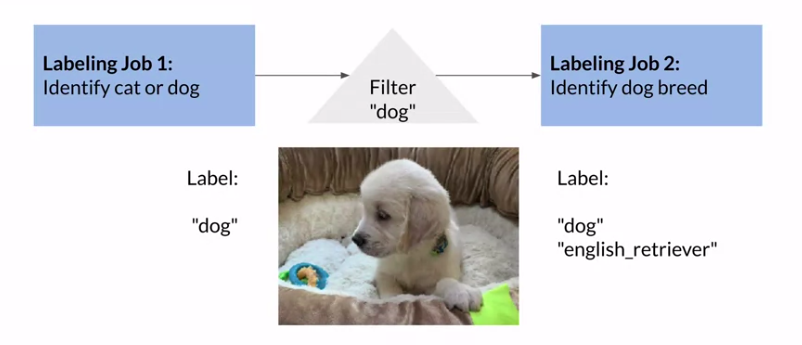 Labeling Job 1:
Identify cat or dog
Filter
"dog"
Labeling Job 2:
Identify dog breed
Label:
"dog"
Label:
"dog"
"english_retriever"